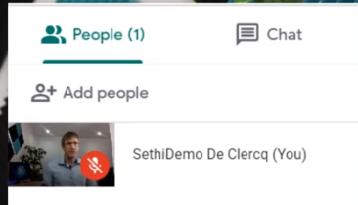 People (1)
Chat
Add people
SethiDemo De Clercq (You)